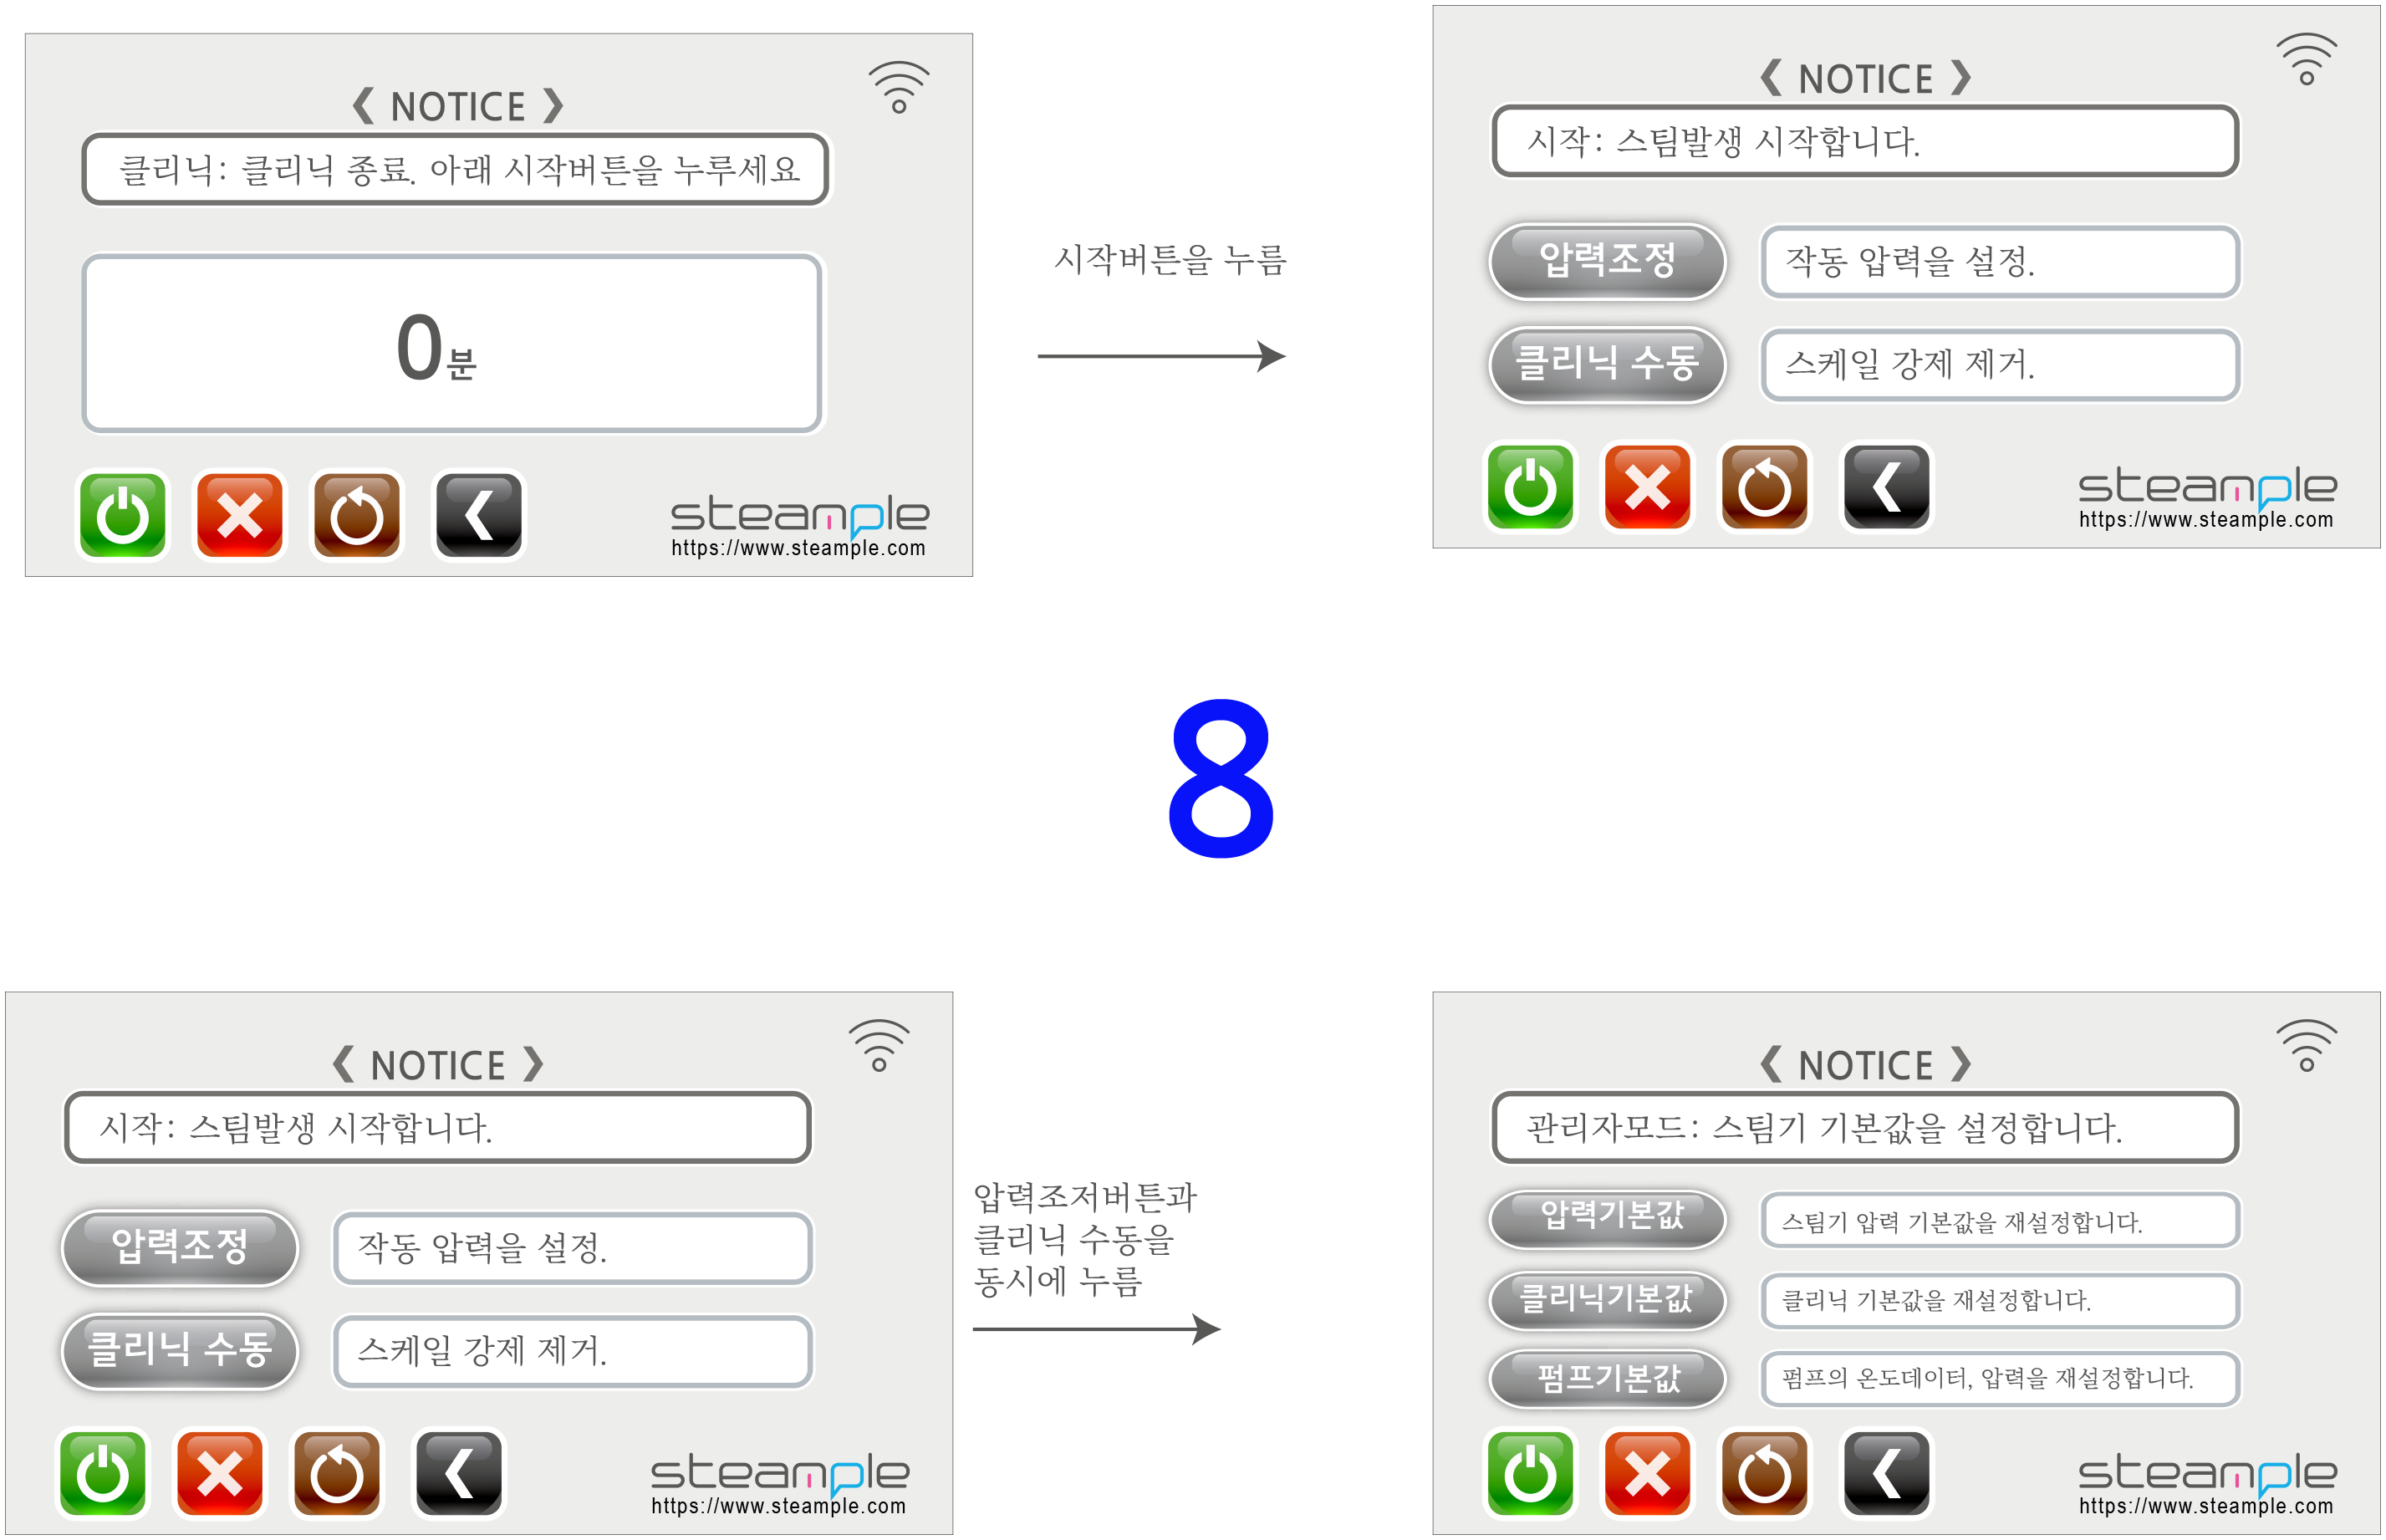 ❮ NOTICE ❯
클리닉: 클리닉 종료. 아래 시작버튼을 누루세요
0분
steample
https://www.steample.com
시작버튼을 누름
❮ NOTICE ❯
시작: 스팀발생 시작합니다.
압력조정
작동 압력을 설정.
클리닉 수동
스케일 강제 제거.
steample
https://www.steample.com
8
❮ NOTICE ❯
시작: 스팀발생 시작합니다.
압력조정
작동 압력을 설정.
클리닉 수동
스케일 강제 제거.
steample
https://www.steample.com
압력조저버튼과
클리닉 수동을
동시에 누름
❮ NOTICE ❯
관리자모드: 스팀기 기본값을 설정합니다.
압력기본값
스팀기 압력 기본값을 재설정합니다.
클리닉기본값
클리닉 기본값을 재설정합니다.
펌프기본값
펌프의 온도데이터, 압력을 재설정합니다.
steample
https://www.steample.com